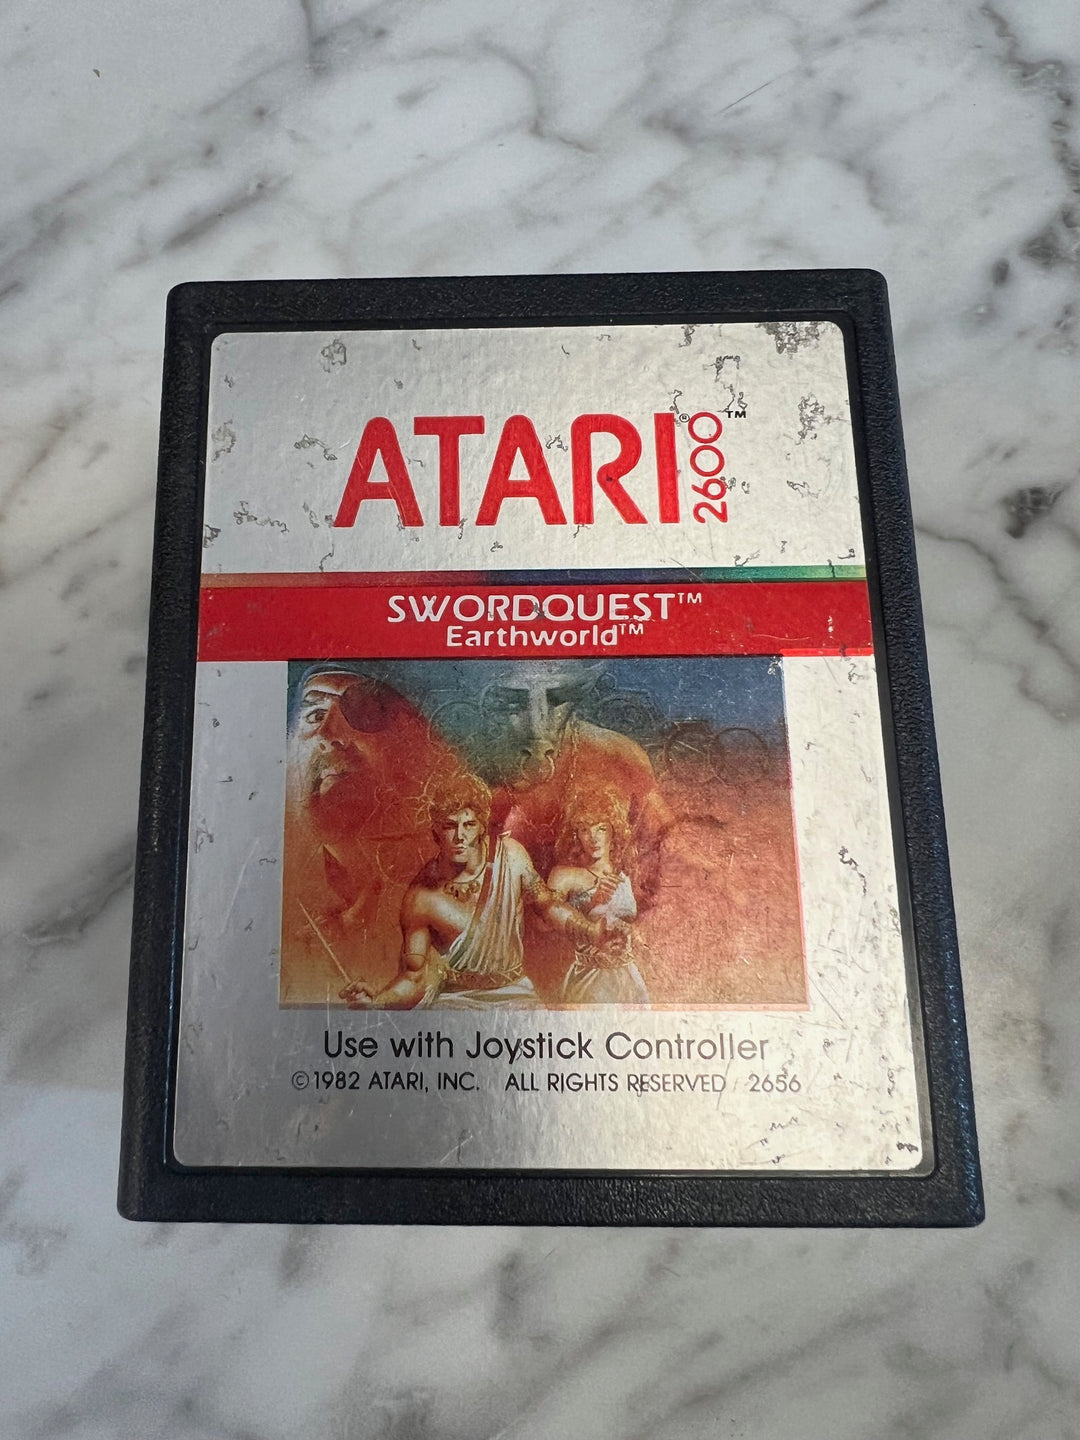 ATARI® 2600™
SWORDQUEST™
Earthworld™
Use with Joystick Controller
©1982 ATARI, INC. ALL RIGHTS RESERVED 2656